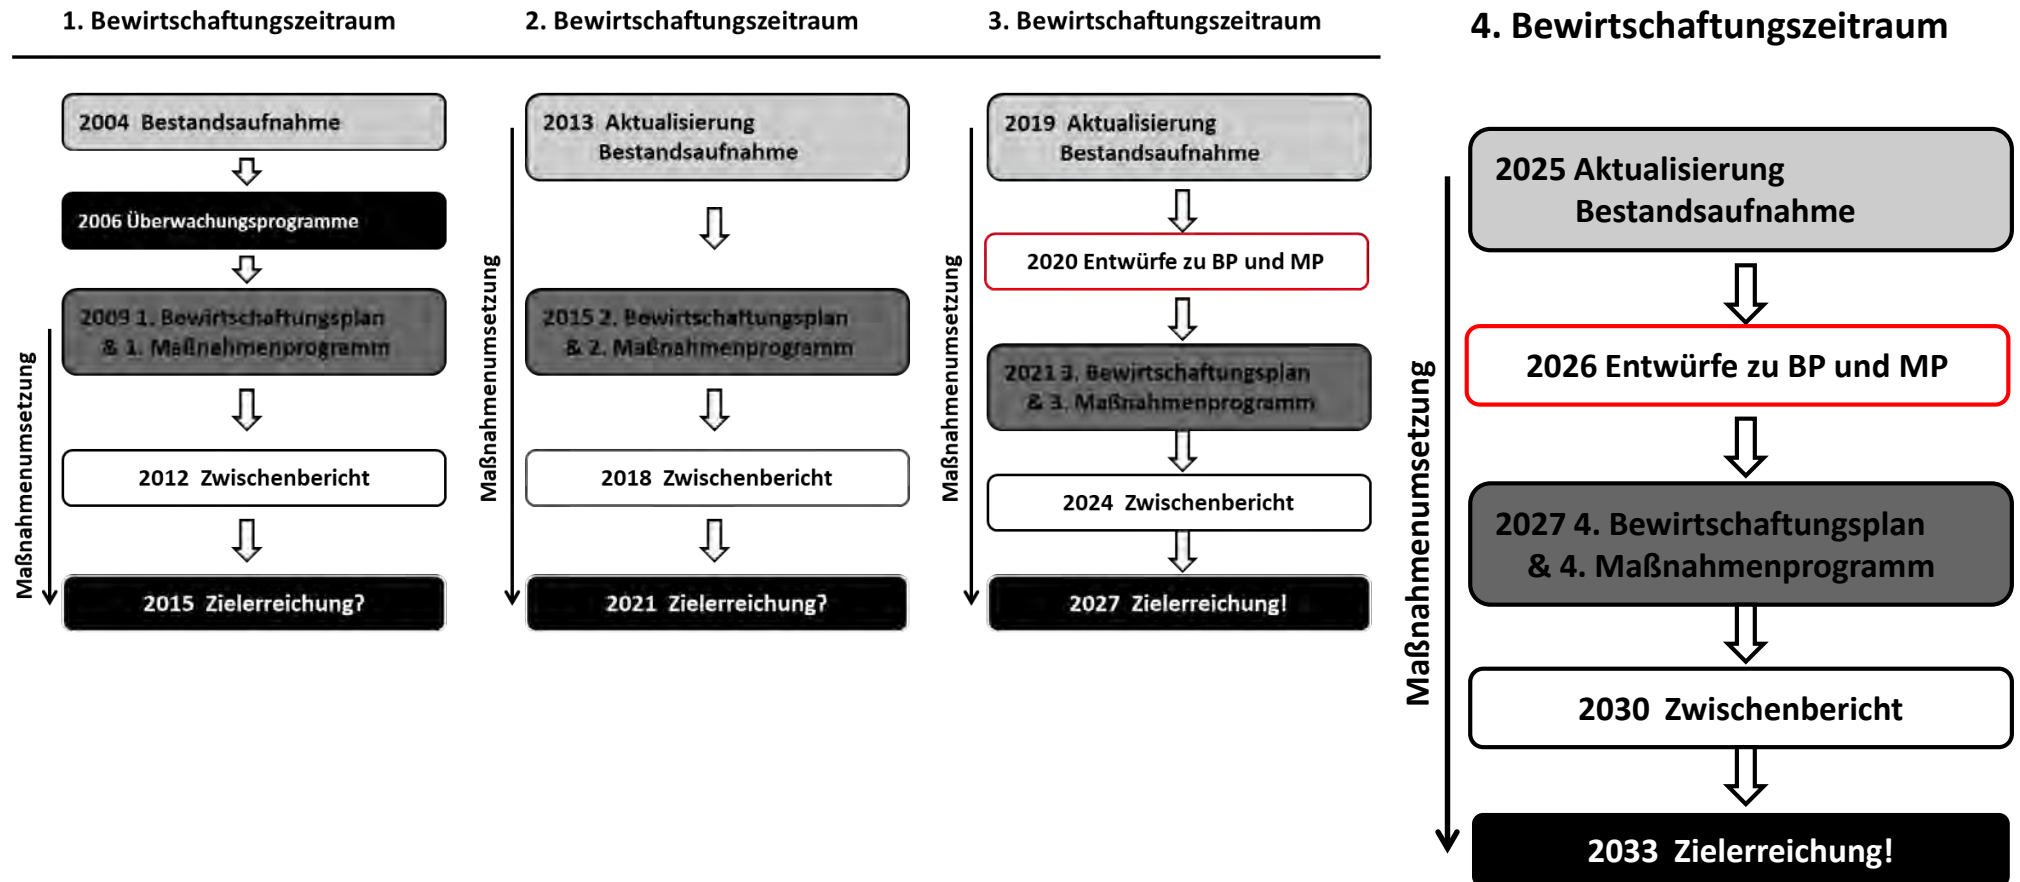 1. Bewirtschaftungszeitraum
2004 Bestandsaufnahme
2006 Überwachungsprogramme
2009 1. Bewirtschaftungsplan
& 1. Maßnahmenprogramm
2012 Zwischenbericht
2015 Zielerreichung?
Maßnahmenumsetzung
2. Bewirtschaftungszeitraum
2013 Aktualisierung
Bestandsaufnahme
2015 2. Bewirtschaftungsplan
& 2. Maßnahmenprogramm
2018 Zwischenbericht
2021 Zielerreichung?
Maßnahmenumsetzung
3. Bewirtschaftungszeitraum
2019 Aktualisierung
Bestandsaufnahme
2020 Entwürfe zu BP und MP
2021 3. Bewirtschaftungsplan
& 3. Maßnahmenprogramm
2024 Zwischenbericht
2027 Zielerreichung!
Maßnahmenumsetzung
4. Bewirtschaftungszeitraum
2025 Aktualisierung
Bestandsaufnahme
2026 Entwürfe zu BP und MP
2027 4. Bewirtschaftungsplan
& 4. Maßnahmenprogramm
2030 Zwischenbericht
2033 Zielerreichung!
Maßnahmenumsetzung